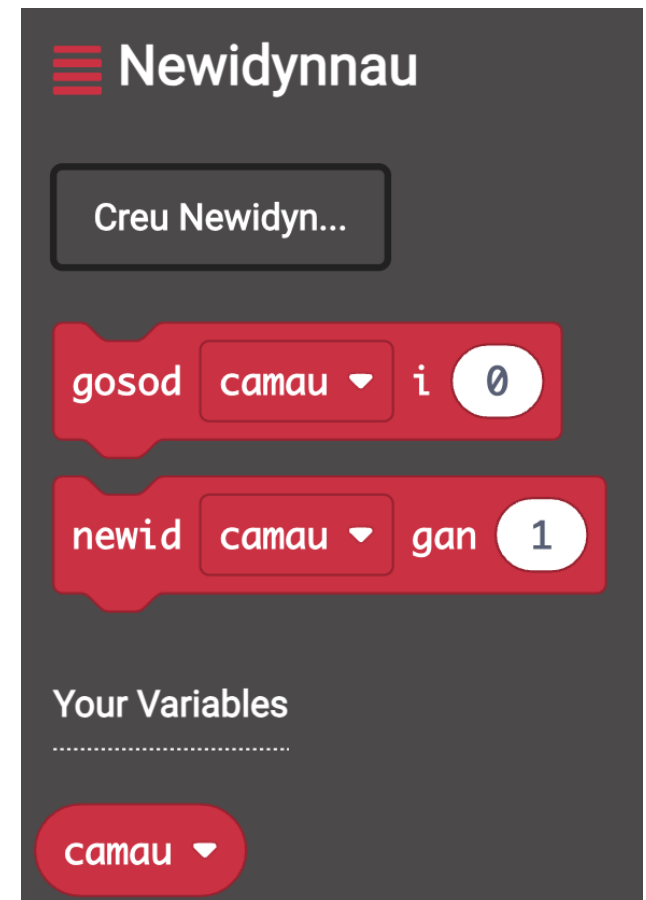 Newidynnau
Creu Newidyn...
gosod camau i 0
newid camau gan 1
Your Variables
camau